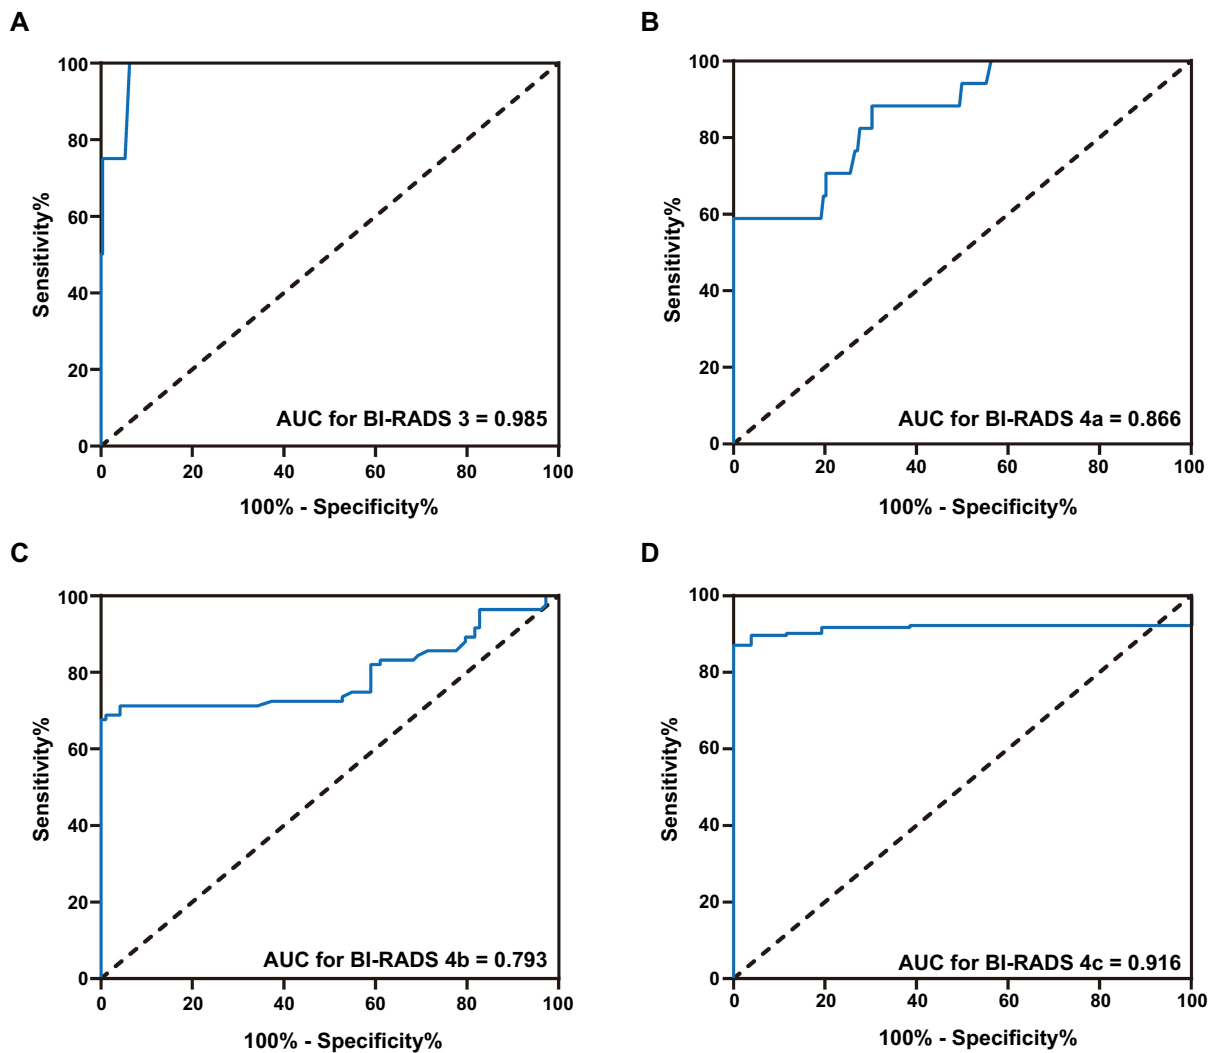 A
B
100
80
60
40
20
0
Sensitivity%
AUC for BI-RADS 3 = 0.985
0 20 40 60 80 100
100% - Specificity%
100
80
60
40
20
0
Sensitivity%
AUC for BI-RADS 4a = 0.866
0 20 40 60 80 100
100% - Specificity%
C
D
100
80
60
40
20
0
Sensitivity%
AUC for BI-RADS 4b = 0.793
0 20 40 60 80 100
100% - Specificity%
100
80
60
40
20
0
Sensitivity%
AUC for BI-RADS 4c = 0.916
0 20 40 60 80 100
100% - Specificity%